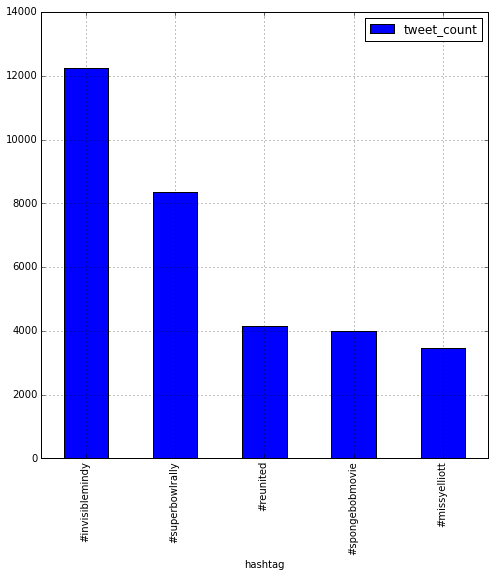 14000
tweet_count
12000
10000
8000
6000
4000
2000
0
#invisiblemindy
#superbowlrally
#reunited
#spongebobmovie
#missyelliott
hashtag